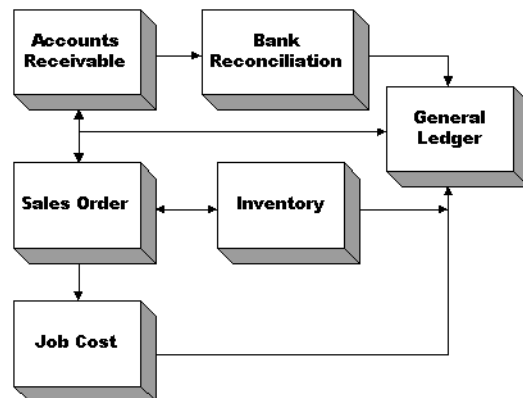 Accounts
Receivable
Bank
Reconciliation
General
Ledger
Sales Order
Inventory
Job Cost